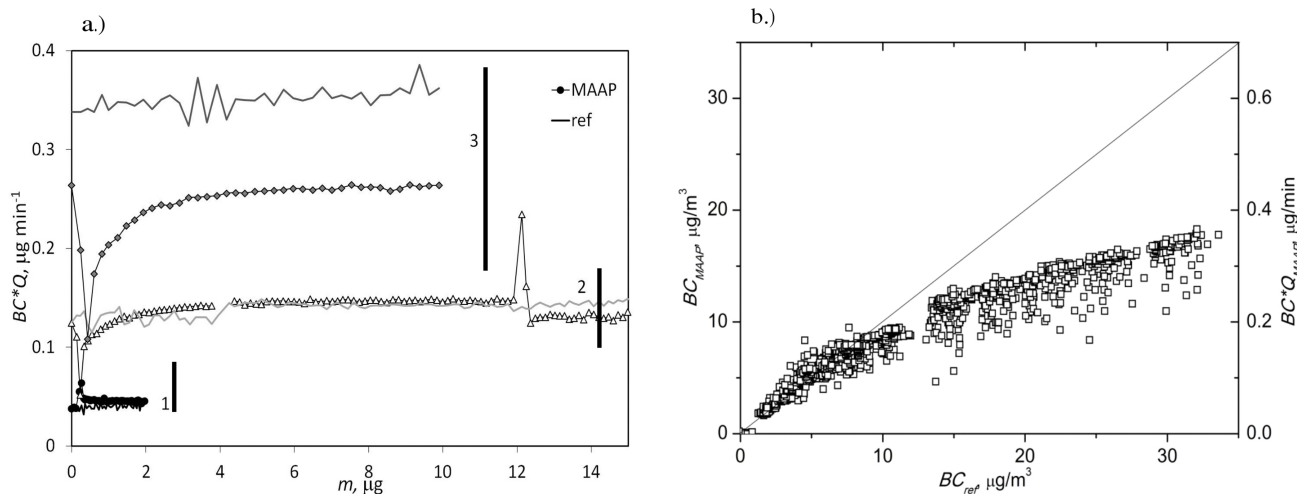 a.)
0.4
0.3
0.2
0.1
0
BC*Q, µg min-1
0 2 4 6 8 10 12 14
m, µg
MAAP
ref
3
2
1
b.)
30
20
10
0
BC_MAAP, µg/m³
0 10 20 30
BC_ref, µg/m³
0.6
0.4
0.2
0.0
BC*Q_MAAP, µg/min